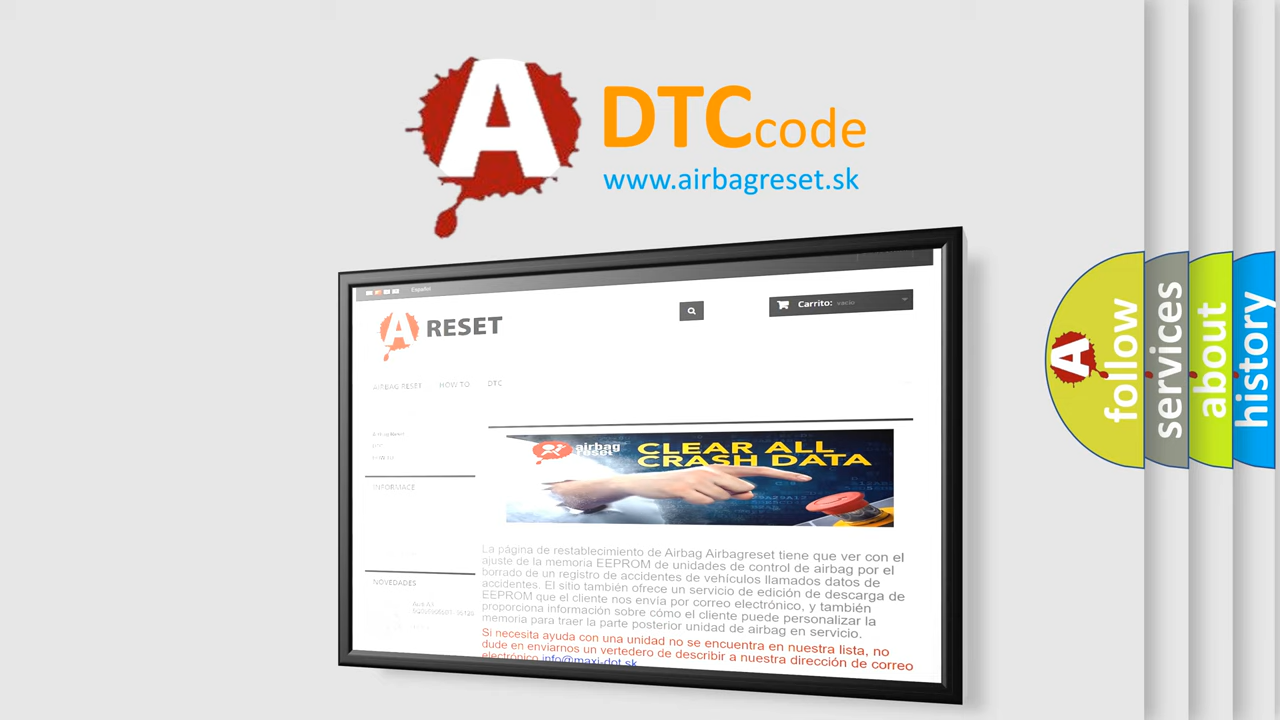 A DTCcode
www.airbagreset.sk
Español
A RESET
Carrito: vacío
AIRBAG RESET HOW TO DTC
INFORMACE
NOVEDADES
airbag
reset
CLEAR ALL
CRASH DATA
La página de restablecimiento de Airbag Airbagreset tiene que ver con el
ajuste de la memoria EEPROM de unidades de control de airbag por el
borrado de un registro de accidentes de vehículos llamados datos de
accidentes. El sitio también ofrece un servicio de edición de descarga de
EEPROM que el cliente nos envía por correo electrónico, y también
proporciona información sobre cómo el cliente puede personalizar la
memoria para traer la parte posterior unidad de airbag en servicio.
Si necesita ayuda con una unidad no se encuentra en nuestra lista, no
dude en enviarnos un vertedero de describir a nuestra dirección de correo
electrónico info@maxi-dot.sk
A follow
services
about
history